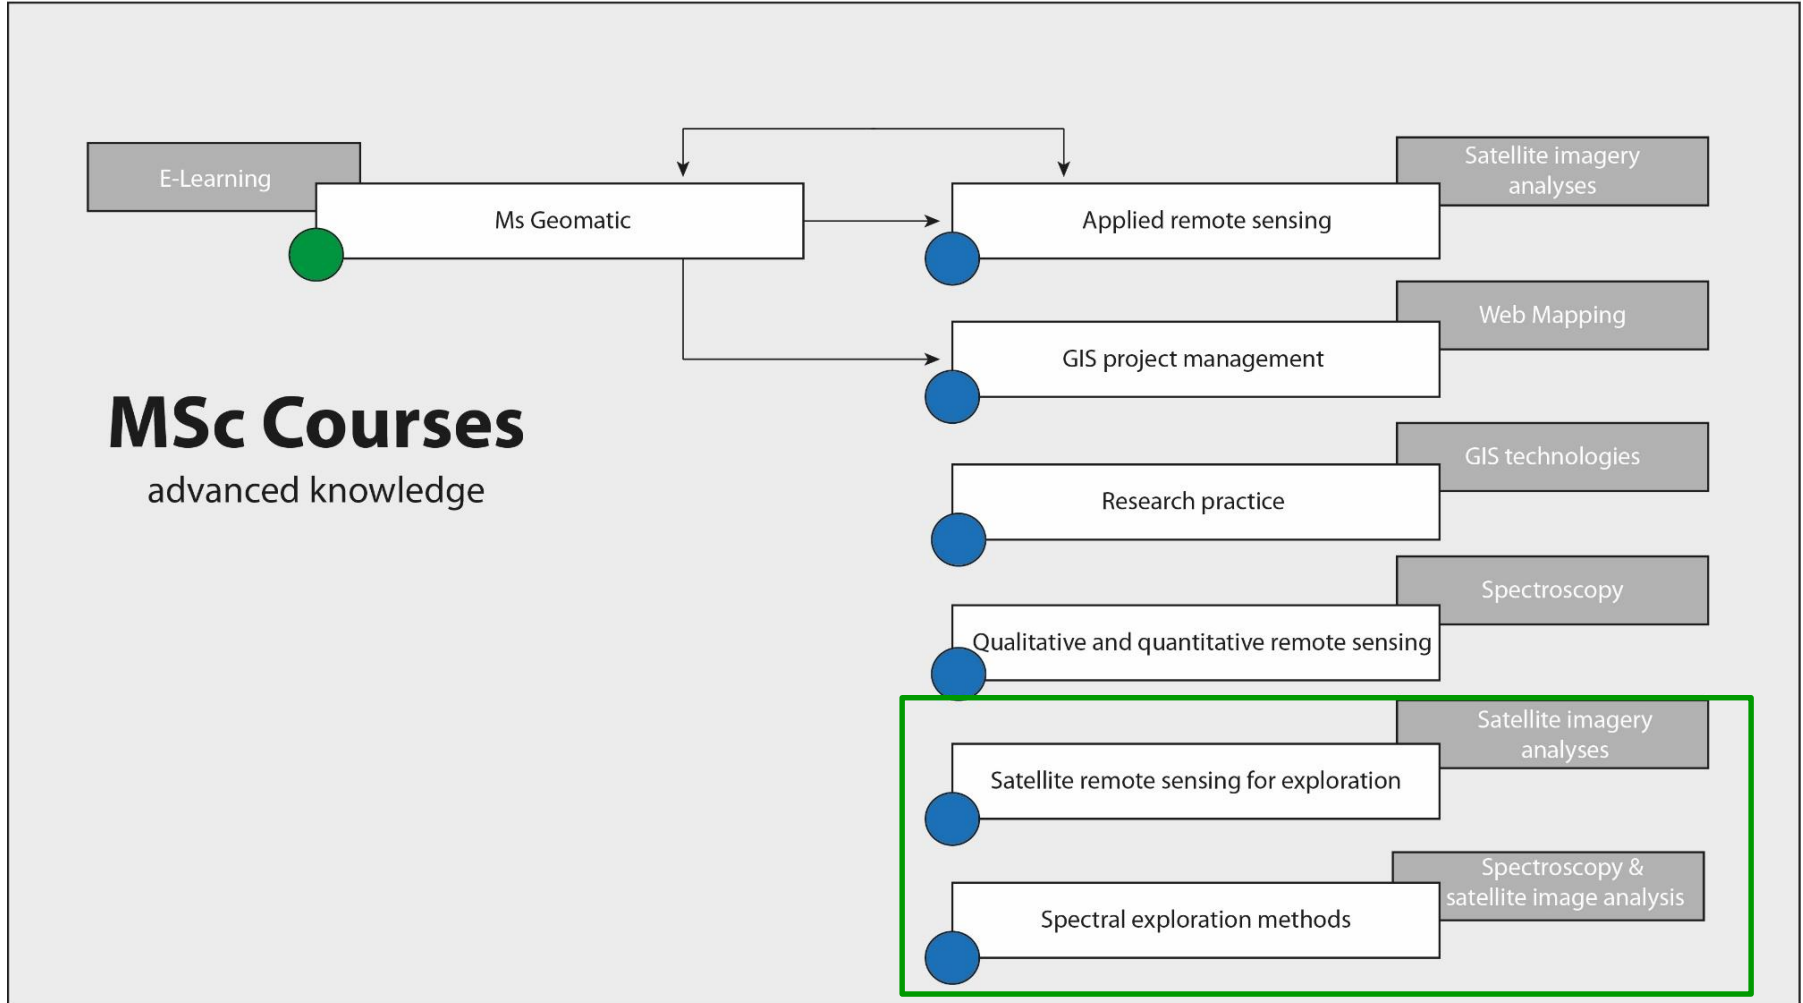 E-Learning
Ms Geomatic
Satellite imagery
analyses
Applied remote sensing
Web Mapping
GIS project management
MSc Courses
advanced knowledge
GIS technologies
Research practice
Spectroscopy
Qualitative and quantitative remote sensing
Satellite imagery
analyses
Satellite remote sensing for exploration
Spectroscopy &
satellite image analysis
Spectral exploration methods